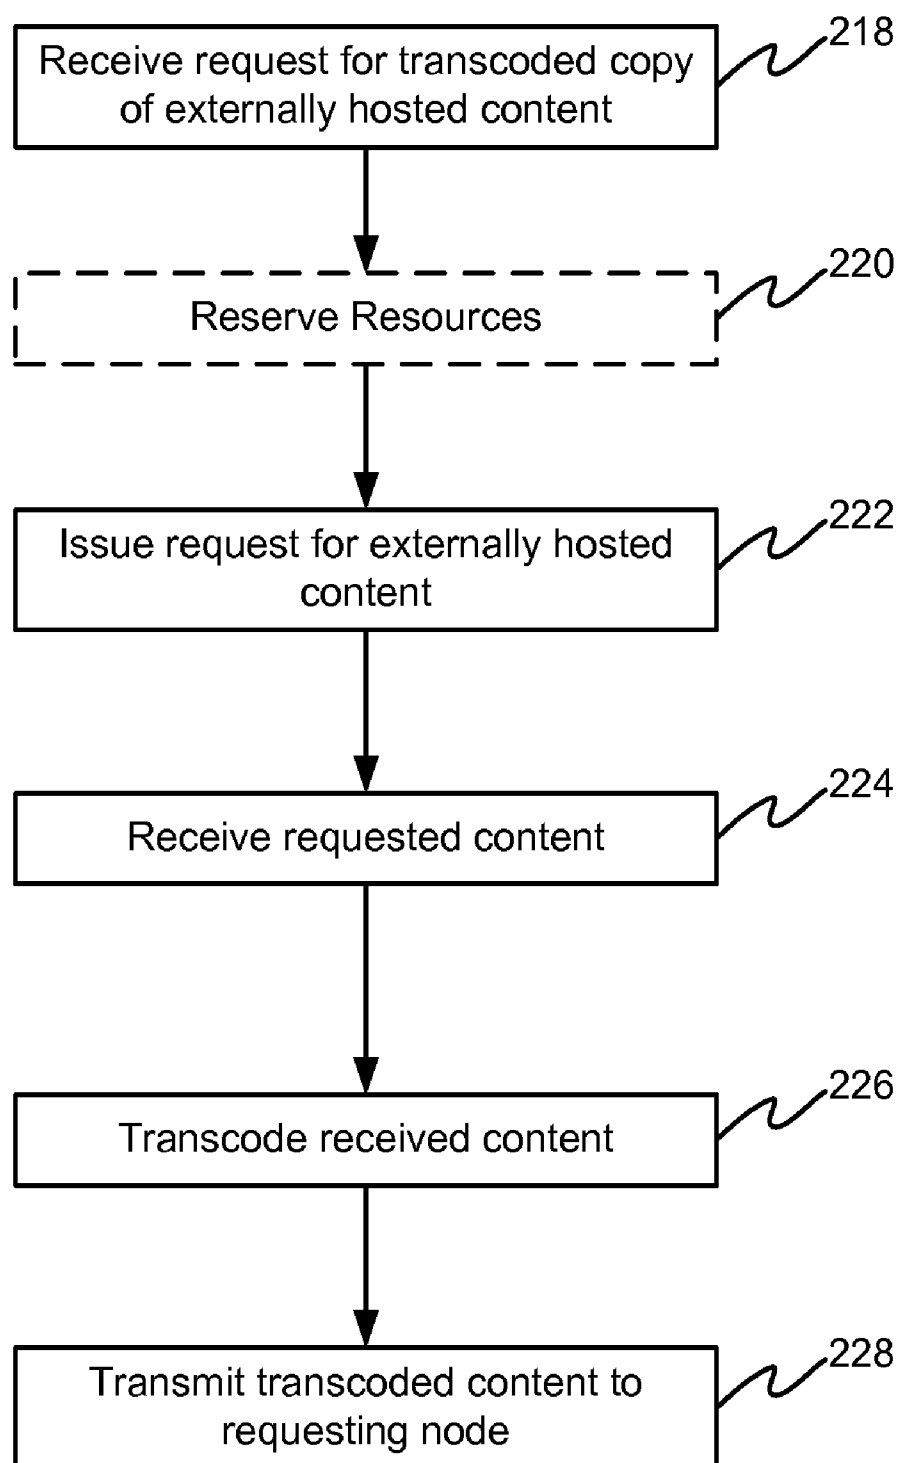 218
Receive request for transcoded copy
of externally hosted content
220
Reserve Resources
222
Issue request for externally hosted
content
224
Receive requested content
226
Transcode received content
228
Transmit transcoded content to
requesting node